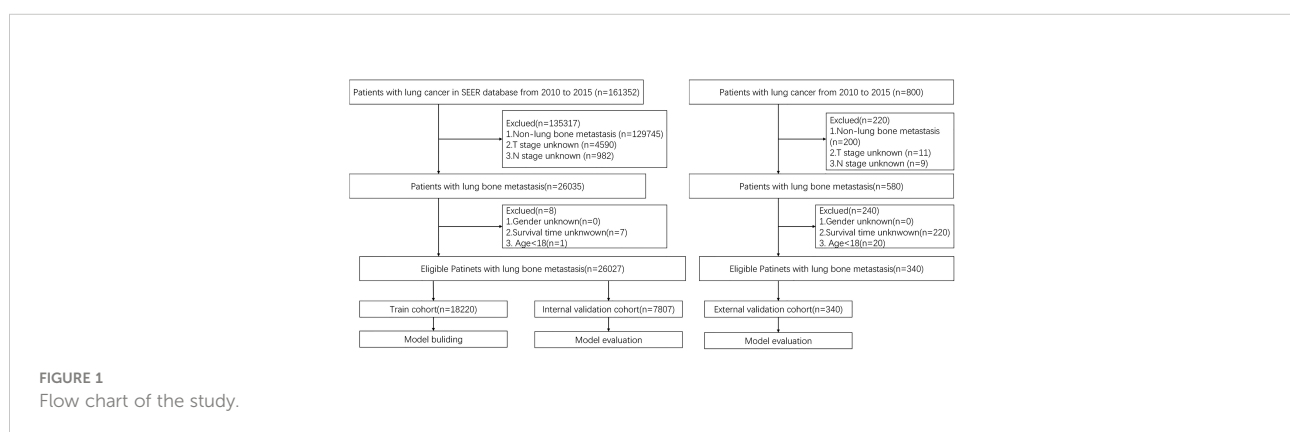 Patients with lung cancer in SEER database from 2010 to 2015 (n=161352)
Exclued(n=135317)
1.Non-lung bone metastasis (n=129745)
2.T stage unknown (n=4590)
3.N stage unknown (n=982)
Patients with lung bone metastasis(n=26035)
Exclued(n=8)
1.Gender unknown(n=0)
2.Survival time unknwown(n=7)
3. Age<18(n=1)
Eligible Patinets with lung bone metastasis(n=26027)
Train cohort(n=18220)
Internal validation cohort(n=7807)
Model buliding
Model evaluation
Patients with lung cancer from 2010 to 2015 (n=800)
Exclued(n=220)
1.Non-lung bone metastasis
(n=200)
2.T stage unknown (n=11)
3.N stage unknown (n=9)
Patients with lung bone metastasis(n=580)
Exclued(n=240)
1.Gender unknown(n=0)
2.Survival time unknwown(n=220)
3. Age<18(n=20)
Eligible Patinets with lung bone metastasis(n=340)
External validation cohort(n=340)
Model evaluation
FIGURE 1
Flow chart of the study.